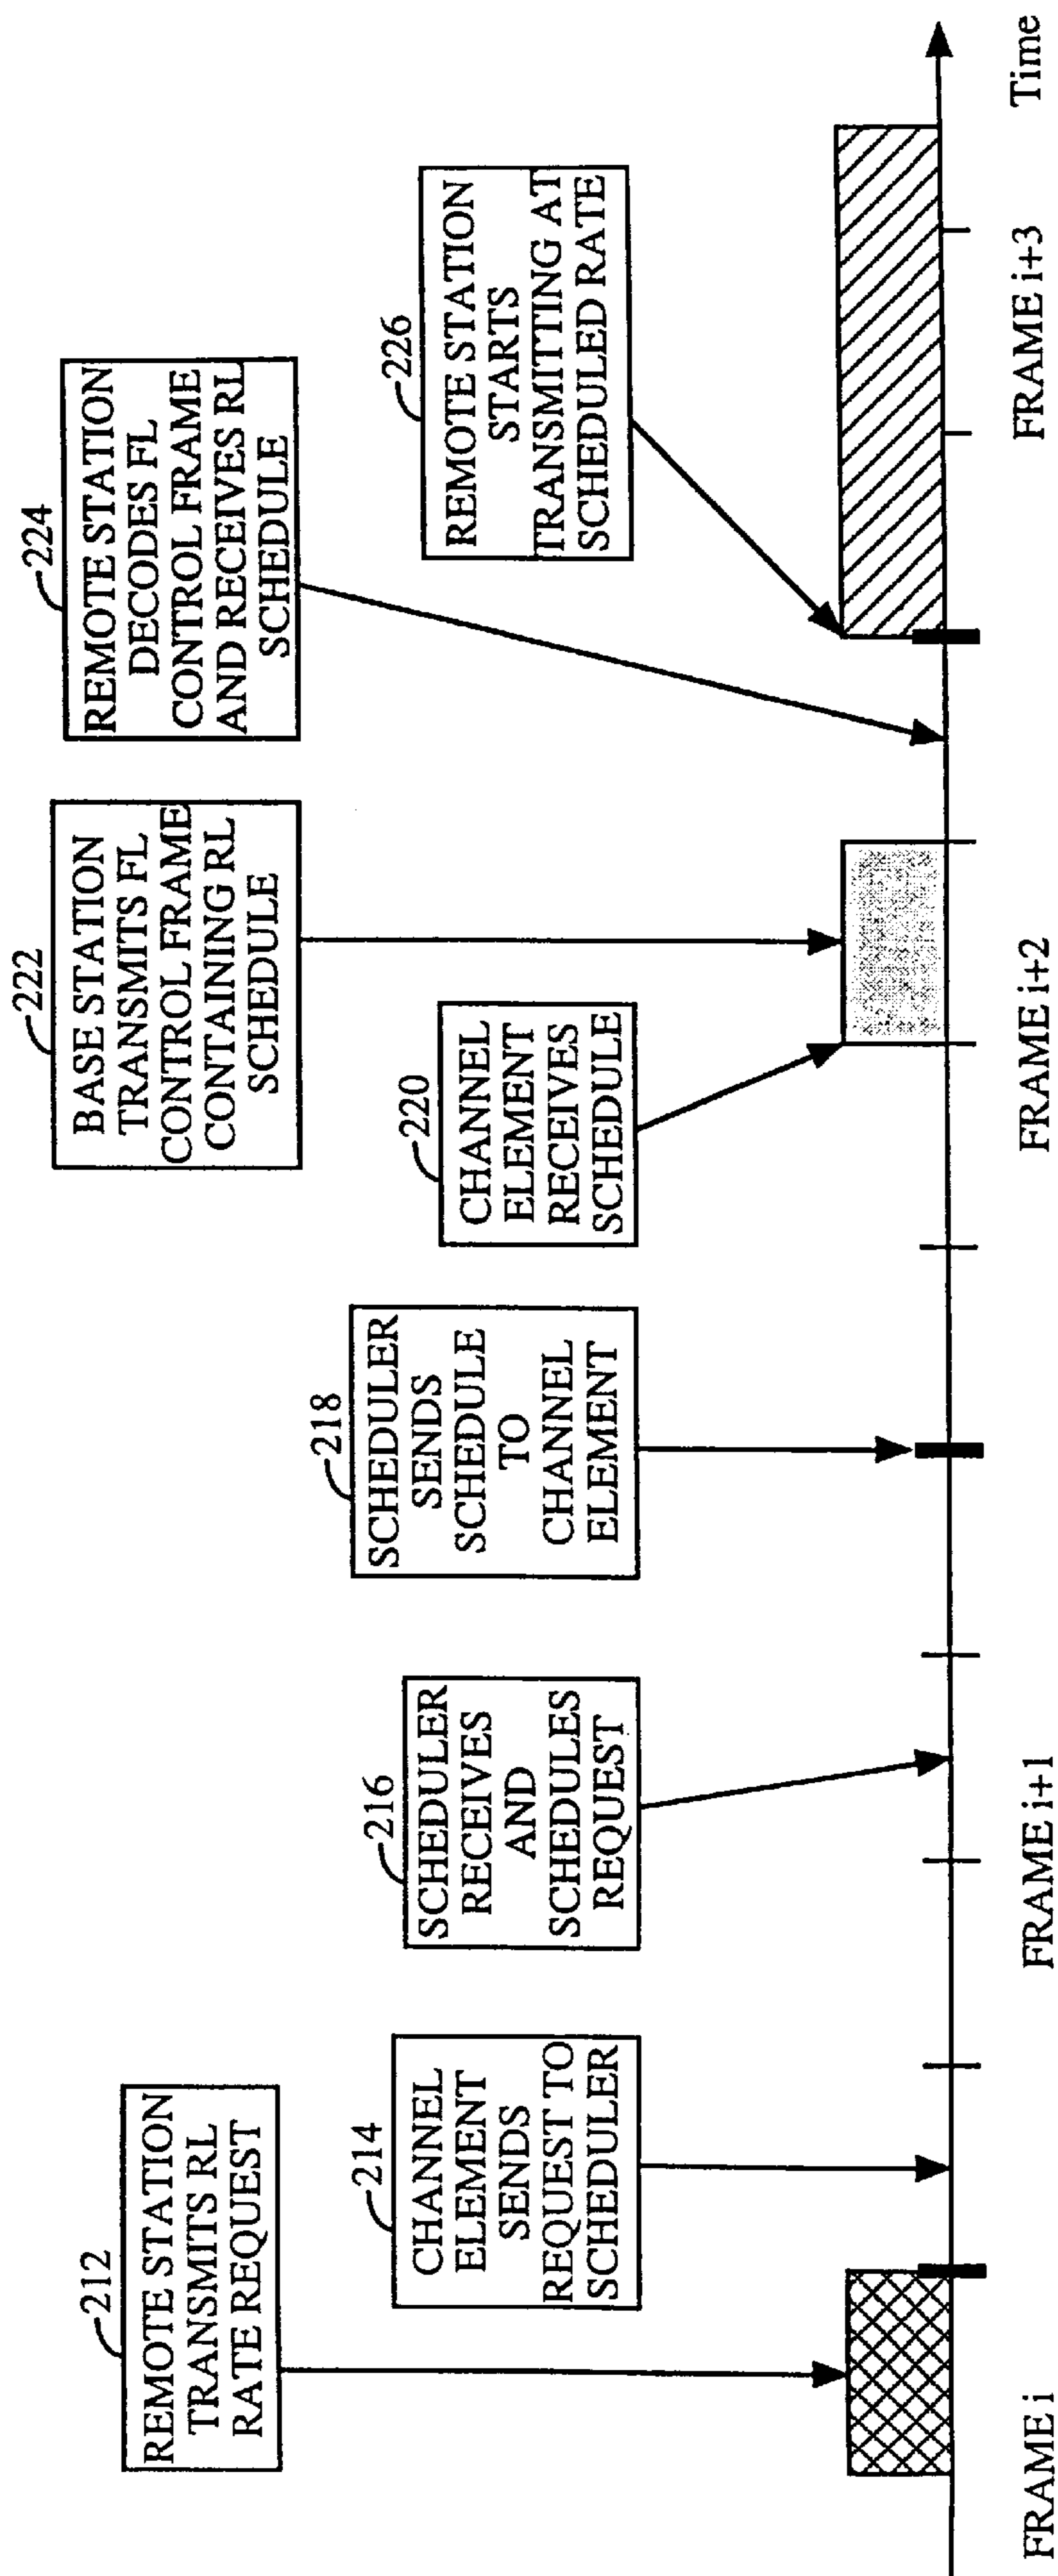 212
REMOTE STATION
TRANSMITS RL
RATE REQUEST
214
CHANNEL
ELEMENT
SENDS
REQUEST TO
SCHEDULER
216
SCHEDULER
RECEIVES
AND
SCHEDULES
REQUEST
218
SCHEDULER
SENDS
SCHEDULE
TO
CHANNEL
ELEMENT
220
CHANNEL
ELEMENT
RECEIVES
SCHEDULE
222
BASE STATION
TRANSMITS FL
CONTROL FRAME
CONTAINING RL
SCHEDULE
224
REMOTE STATION
DECODES FL
CONTROL FRAME
AND RECEIVES RL
SCHEDULE
226
REMOTE STATION
STARTS
TRANSMITTING AT
SCHEDULED RATE
FRAME i
FRAME i+1
FRAME i+2
FRAME i+3
Time